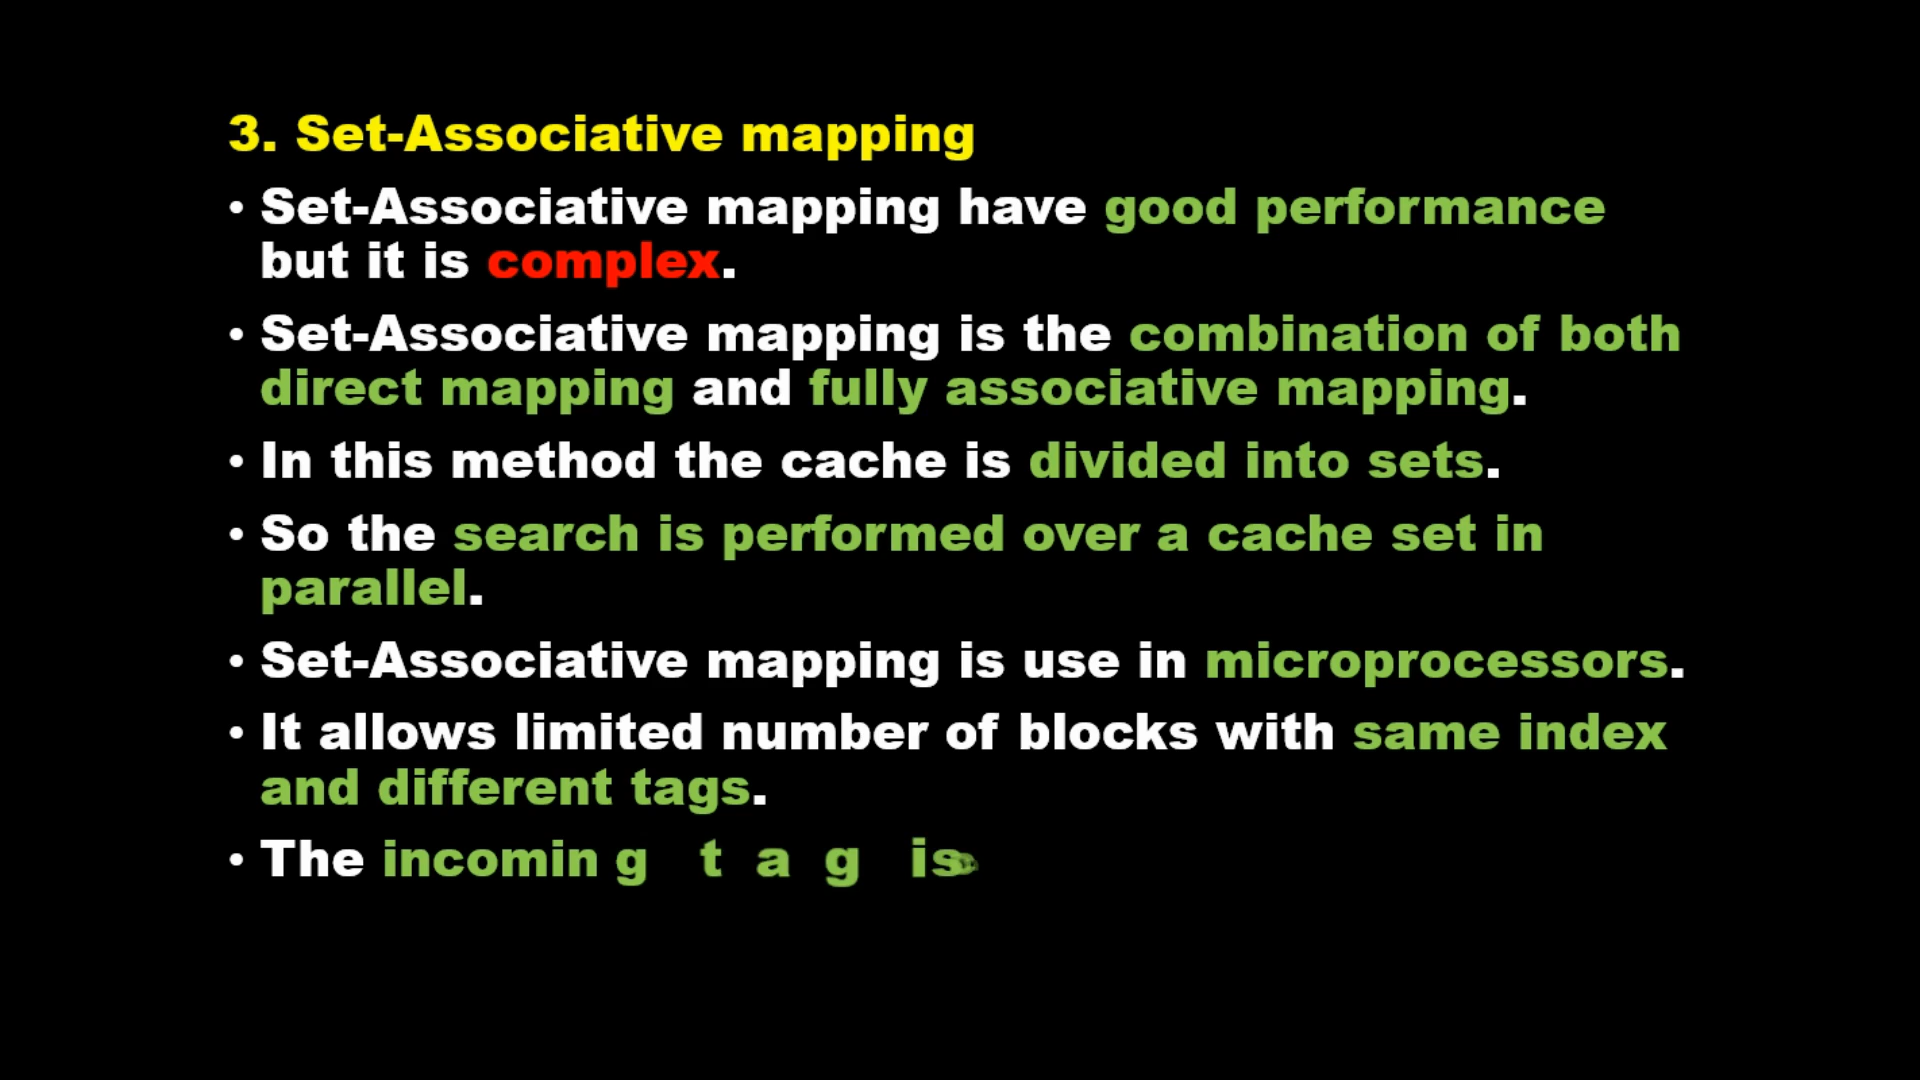 3. Set-Associative mapping
• Set-Associative mapping have good performance
but it is complex.
• Set-Associative mapping is the combination of both
direct mapping and fully associative mapping.
• In this method the cache is divided into sets.
• So the search is performed over a cache set in
parallel.
• Set-Associative mapping is use in microprocessors.
• It allows limited number of blocks with same index
and different tags.
• The incoming tag is